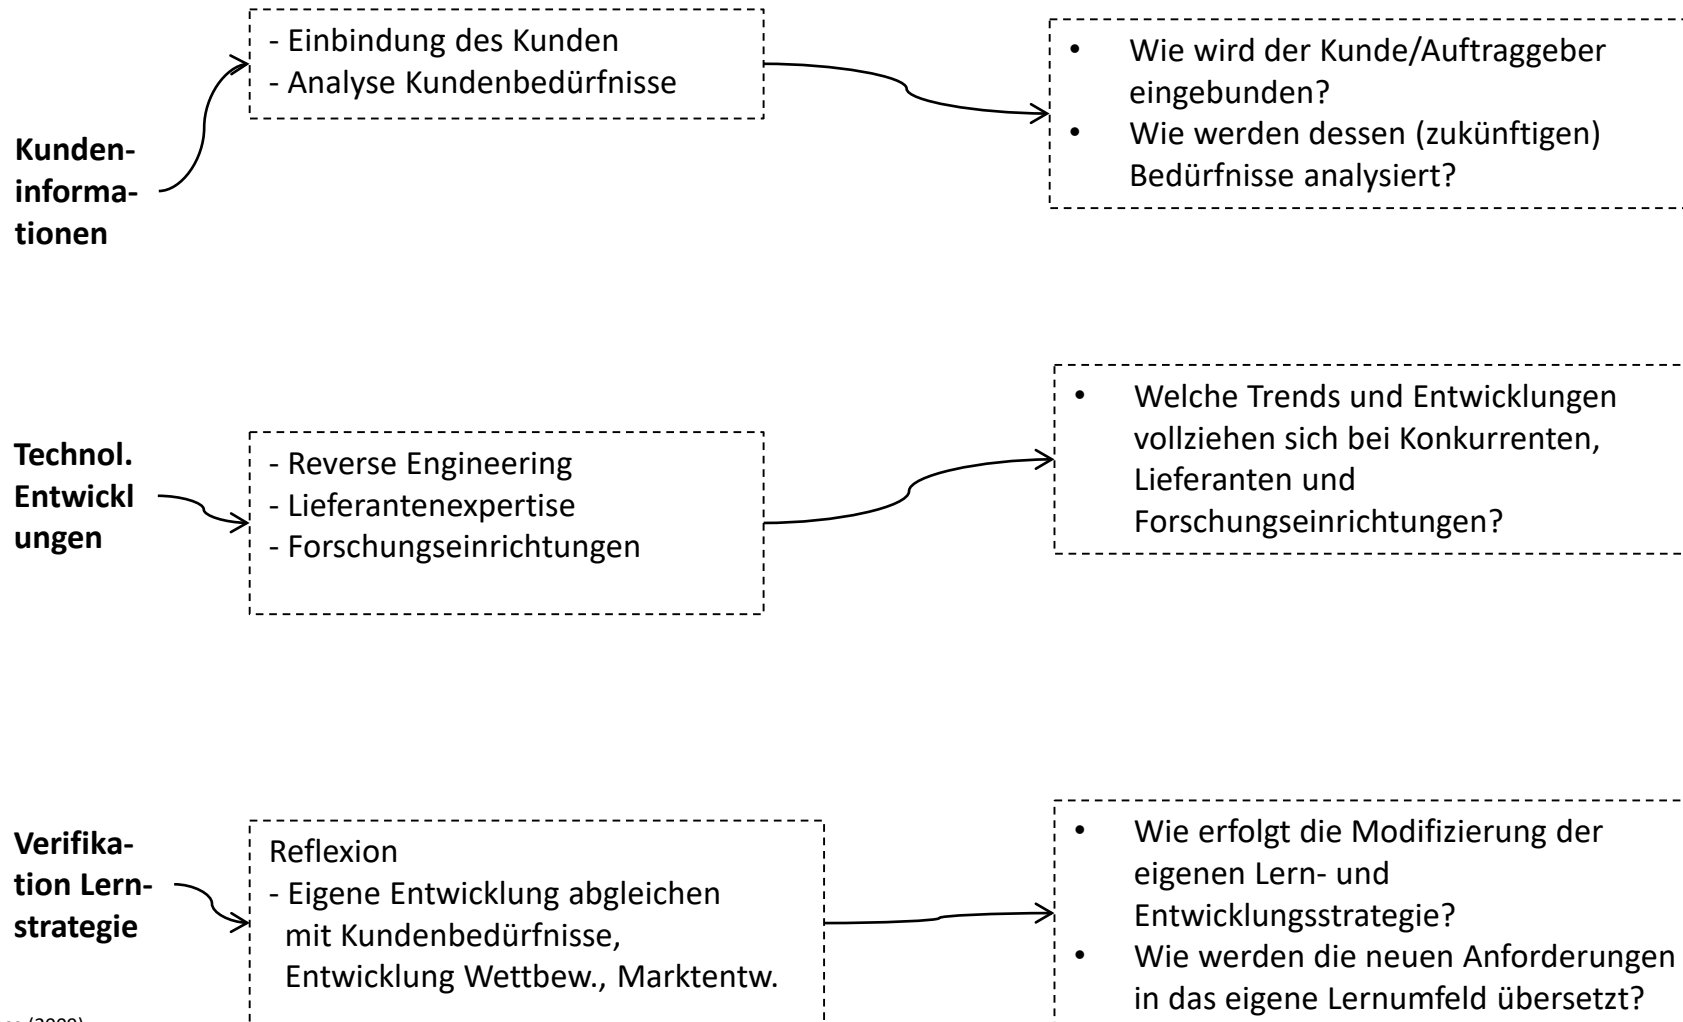 Kunden-
informa-
tionen
- Einbindung des Kunden
- Analyse Kundenbedürfnisse
• Wie wird der Kunde/Auftraggeber
eingebunden?
• Wie werden dessen (zukünftigen)
Bedürfnisse analysiert?
Technol.
Entwickl
ungen
- Reverse Engineering
- Lieferantenexpertise
- Forschungseinrichtungen
• Welche Trends und Entwicklungen
vollziehen sich bei Konkurrenten,
Lieferanten und
Forschungseinrichtungen?
Verifika-
tion Lern-
strategie
Reflexion
- Eigene Entwicklung abgleichen
mit Kundenbedürfnisse,
Entwicklung Wettbew., Marktentw.
• Wie erfolgt die Modifizierung der
eigenen Lern- und
Entwicklungsstrategie?
• Wie werden die neuen Anforderungen
in das eigene Lernumfeld übersetzt?